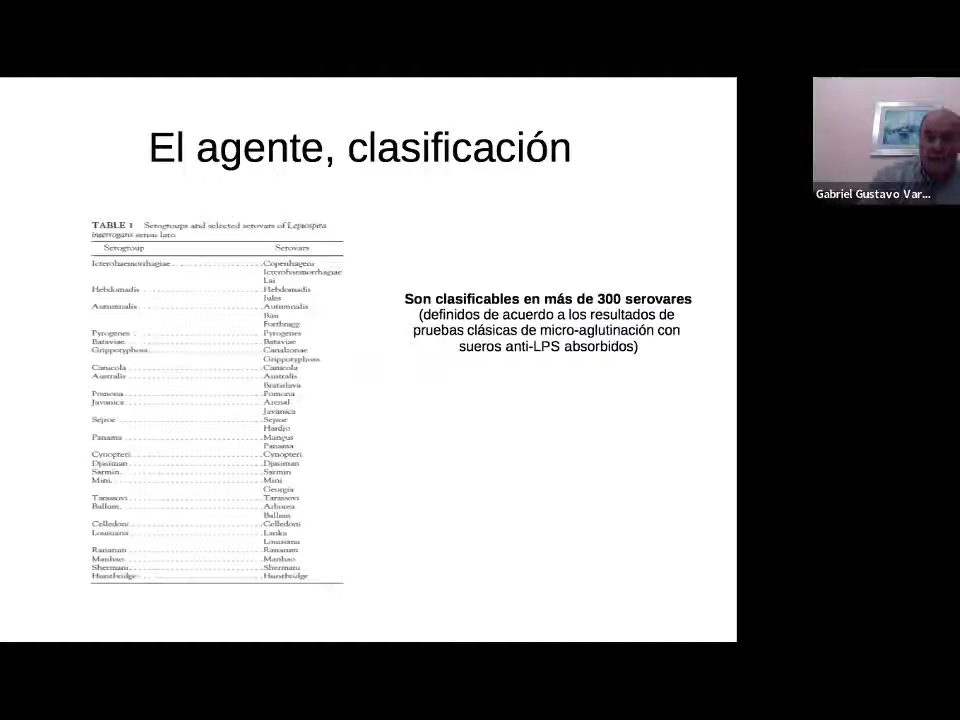 El agente, clasificación
Gabriel Gustavo Var...
TABLE 1 Serogroups and selected serovars of Leptospira
interrogans sensu lato.
Serogroup Serovars
Icterohaemorrhagiae Copenhageni
Icterohaemorrhagiae
Lai
Hebdomadis Hebdomadis
Jules
Autumnalis Autumnalis
Bim
Fortbragg
Pyrogenes Pyrogenes
Bataviae Bataviae
Grippotyphosa Canalzonae
Grippotyphosa
Canicola Canicola
Australis Australis
Bratislava
Pomona Pomona
Javanica Arenal
Javanica
Sejroe Sejroe
Hardjo
Panama Mangus
Panama
Cynopteri Cynopteri
Djasiman Djasiman
Sarmin Sarmin
Mini Mini
Georgia
Tarassovi Tarassovi
Ballum Arborea
Ballum
Celledoni Celledoni
Louisiana Lanka
Louisiana
Ranarum Ranarum
Manhao Manhao
Shermani Shermani
Hurstbridge Hurstbridge
Son clasificables en más de 300 serovares
(definidos de acuerdo a los resultados de
pruebas clásicas de micro-aglutinación con
sueros anti-LPS absorbidos)